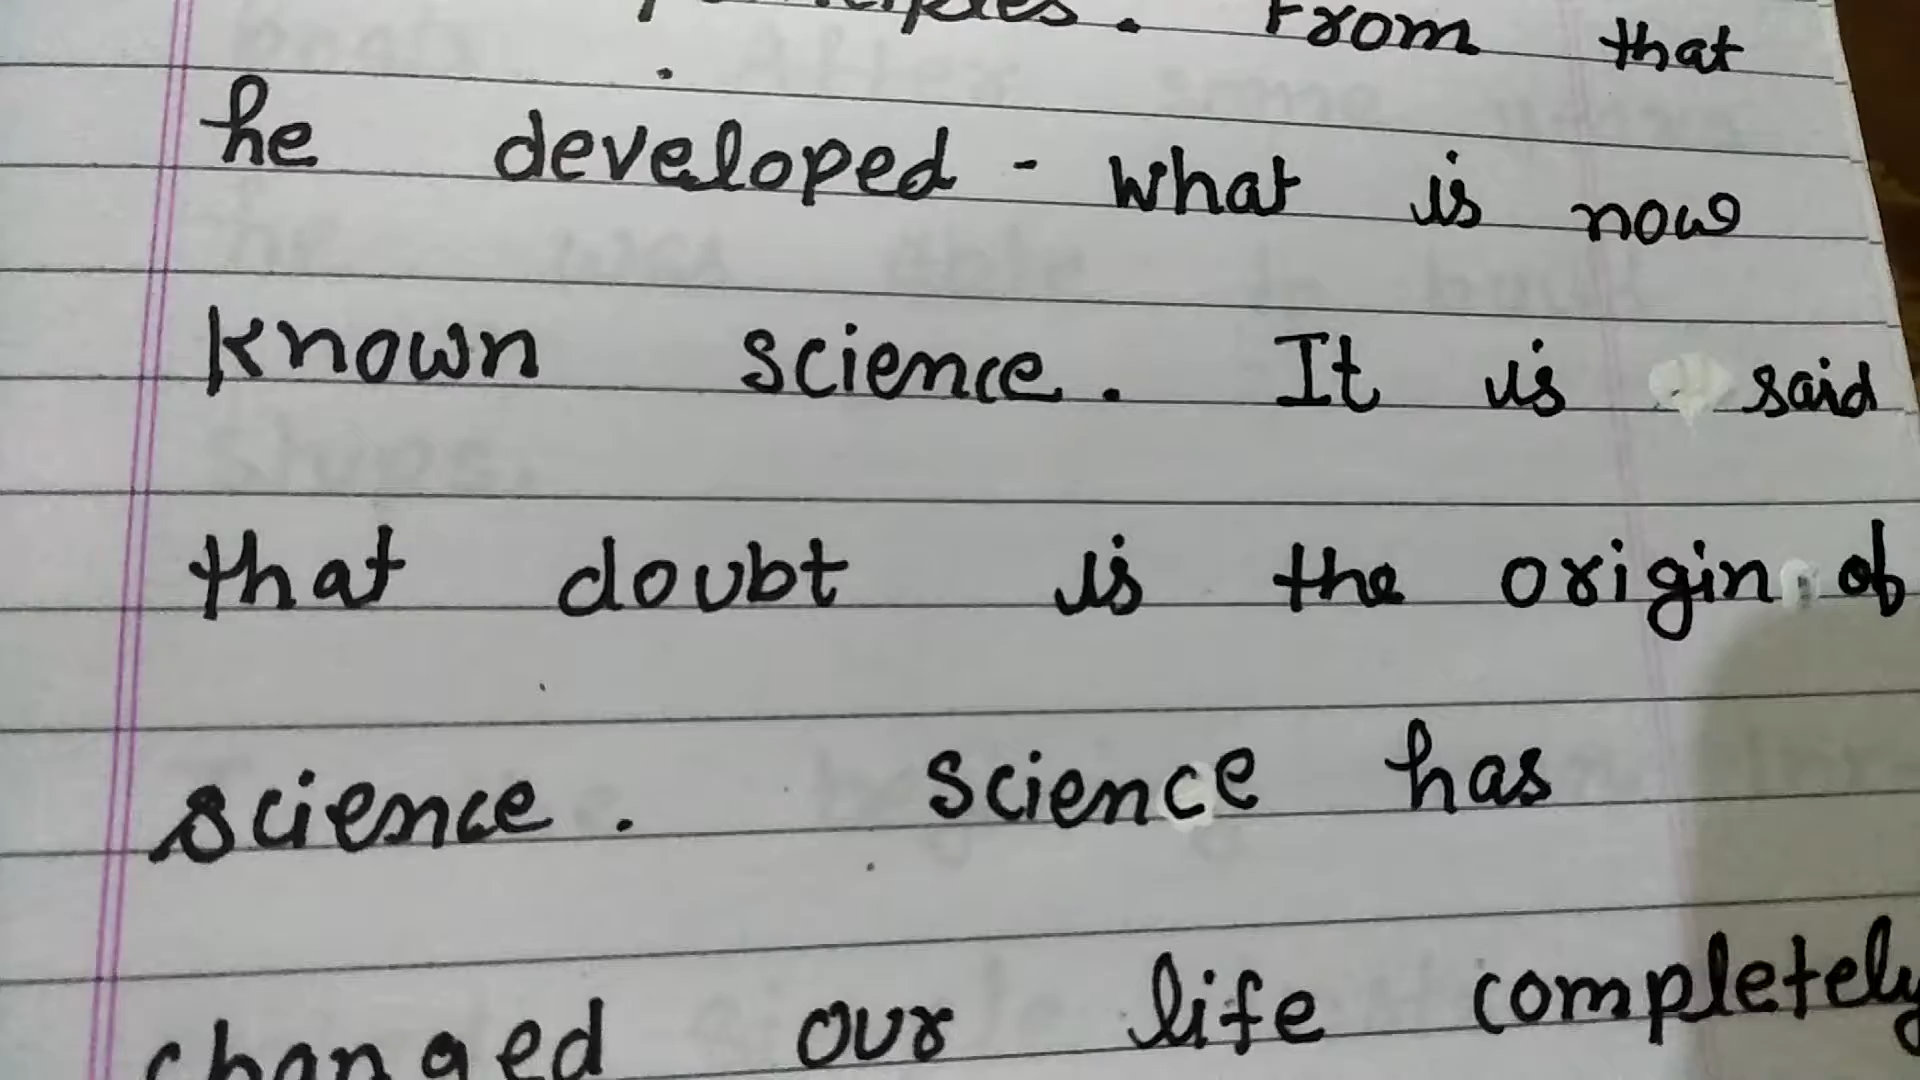 principles. From that
he developed - what is now
known science. It is said
that doubt is the origin of
science. science has
changed our life completely